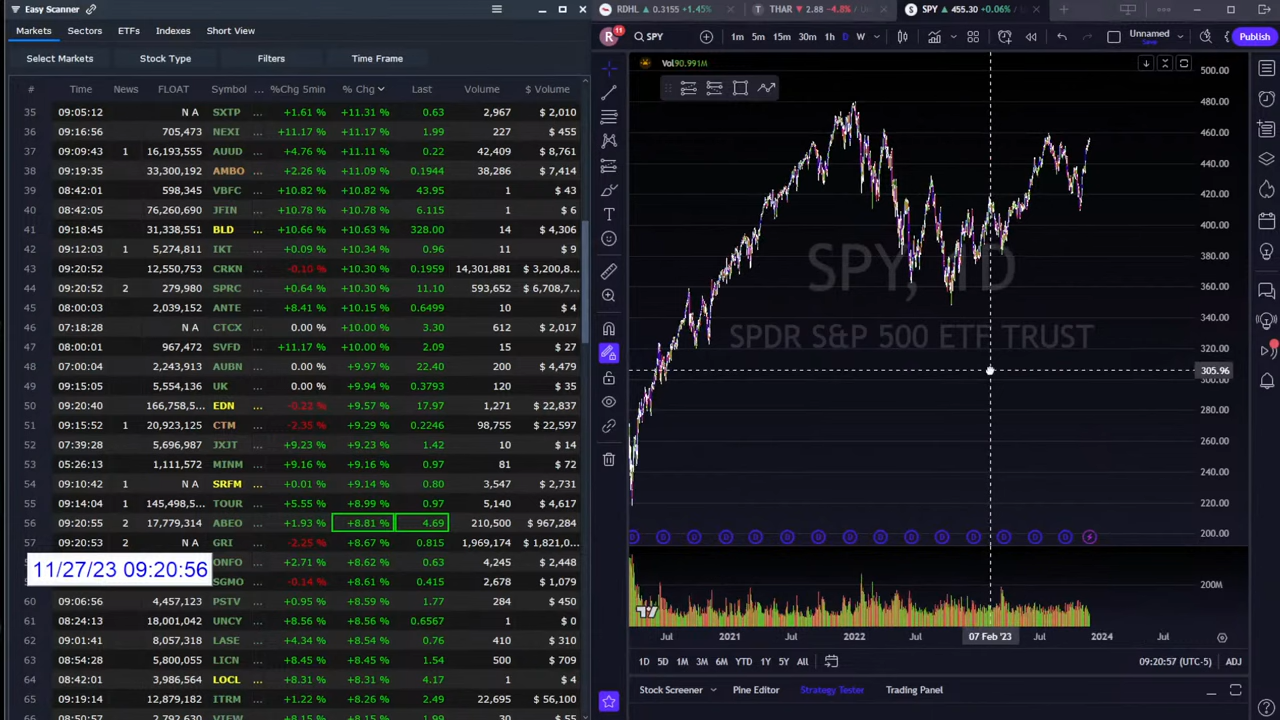 Easy Scanner
Markets Sectors ETFs Indexes Short View
Select Markets Stock Type Filters Time Frame
# Time News FLOAT Symbol ... %Chg 5min % Chg Last Volume $ Volume
35 09:05:12 N A SXTP ... +1.61 % +11.31 % 0.63 2,967 $ 2,010
36 09:16:56 705,473 NEXI ... +11.17 % +11.17 % 1.99 227 $ 455
37 09:09:43 1 16,193,555 AUUD ... +4.76 % +11.11 % 0.22 42,409 $ 8,761
38 09:19:35 33,300,192 AMBO ... +2.26 % +11.09 % 0.1944 38,286 $ 7,414
39 08:42:01 598,345 VBFC ... +10.82 % +10.82 % 43.95 1 $ 43
40 08:42:05 76,260,690 JFIN ... +10.78 % +10.78 % 6.115 1 $ 6
41 09:18:45 31,338,551 BLD ... +10.66 % +10.63 % 328.00 14 $ 4,306
42 09:12:03 1 5,274,811 IKT ... +0.09 % +10.34 % 0.96 11 $ 9
43 09:20:52 12,550,753 CRKN ... -0.10 % +10.30 % 0.1959 14,301,881 $ 3,200,8...
44 09:20:52 2 279,980 SPRC ... +0.64 % +10.30 % 11.10 593,652 $ 6,708,7...
45 08:00:03 2,039,152 ANTE ... +8.41 % +10.15 % 0.6499 10 $ 4
46 07:18:28 N A CTCX ... 0.00 % +10.00 % 3.30 612 $ 2,017
47 08:00:01 967,472 SVFD ... +11.17 % +10.00 % 2.09 15 $ 27
48 07:00:04 2,243,913 AUBN ... 0.00 % +9.97 % 22.40 200 $ 4,479
49 09:15:05 5,554,136 UK ... 0.00 % +9.94 % 0.3793 120 $ 35
50 09:20:40 166,758,5... EDN ... -0.22 % +9.57 % 17.97 1,271 $ 22,837
51 09:15:52 1 20,923,125 CTM ... -2.35 % +9.29 % 0.2246 98,755 $ 22,597
52 07:39:28 5,696,987 JXJT ... +9.23 % +9.23 % 1.42 10 $ 14
53 05:26:13 1,111,572 MINM ... +9.16 % +9.16 % 0.97 81 $ 72
54 09:10:42 1 N A SRFM ... +0.01 % +9.14 % 0.80 3,547 $ 2,731
55 09:14:04 1 145,498,5... TOUR ... +5.55 % +8.99 % 0.97 5,140 $ 4,617
56 09:20:55 2 17,779,314 ABEO ... +1.93 % +8.81 % 4.69 210,500 $ 967,284
57 09:20:53 2 N A GRI ... -2.25 % +8.67 % 0.815 1,969,174 $ 1,821,0...
ONFO ... +2.71 % +8.62 % 0.63 4,245 $ 2,448
SGMO ... -0.14 % +8.61 % 0.415 2,628 $ 1,079
11/27/23 09:20:56
60 09:06:56 4,457,123 PSTV ... +0.95 % +8.59 % 1.77 284 $ 450
61 08:24:13 18,001,042 UNCY ... +8.56 % +8.56 % 0.6567 1 $ 0
62 09:01:41 8,057,318 LASE ... +4.34 % +8.54 % 0.76 410 $ 310
63 08:54:28 5,800,055 LICN ... +8.45 % +8.45 % 1.54 500 $ 709
64 08:42:01 3,986,564 LOCL ... +8.31 % +8.31 % 4.17 1 $ 4
65 09:19:14 12,879,182 ITRM ... +1.22 % +8.26 % 2.49 22,695 $ 56,100
66 08:50:57 2,792,630 VIEW ... +8.15 % +8.15 % 1.99 30 $ 55
RDHL 0.3155 +1.45% THAR 2.88 -4.8% SPY 455.30 +0.06%
R 11 SPY 1m 5m 15m 30m 1h D W Unnamed Save Publish
Vol 90.991M
500.00
480.00
460.00
440.00
420.00
400.00
380.00
360.00
340.00
320.00
305.96
300.00
280.00
260.00
240.00
220.00
200.00
200M
SPY, 1D
SPDR S&P 500 ETF TRUST
Jul 2021 Jul 2022 Jul 07 Feb '23 Jul 2024 Jul
1D 5D 1M 3M 6M YTD 1Y 5Y All 09:20:57 (UTC-5) ADJ
Stock Screener Pine Editor Strategy Tester Trading Panel